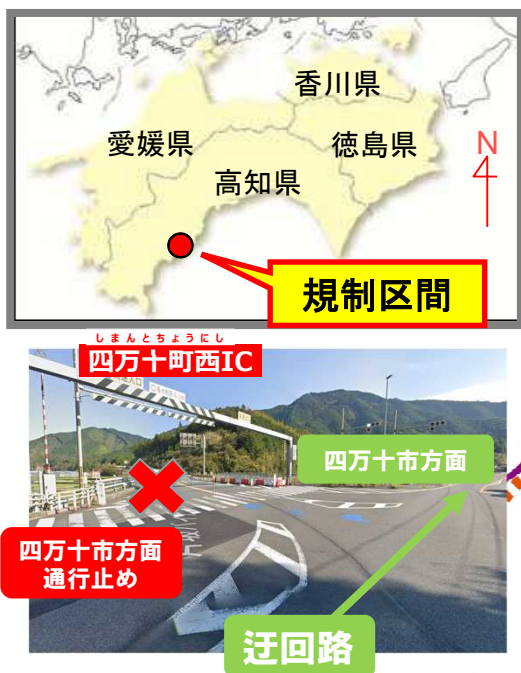 香川県
愛媛県
徳島県
高知県
N
規制区間
しまんとちょうにし
四万十町西IC
四万十市方面
四万十市方面
通行止め
迂回路